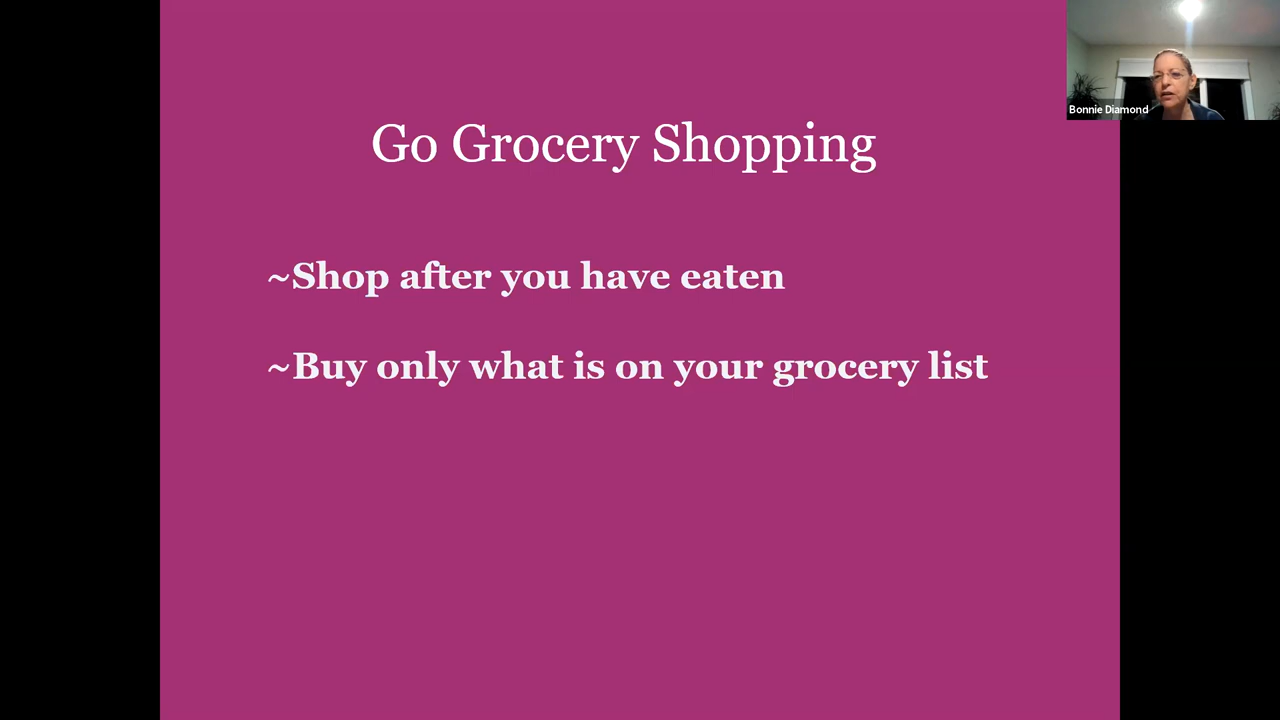 Go Grocery Shopping
~Shop after you have eaten
~Buy only what is on your grocery list
Bonnie Diamond